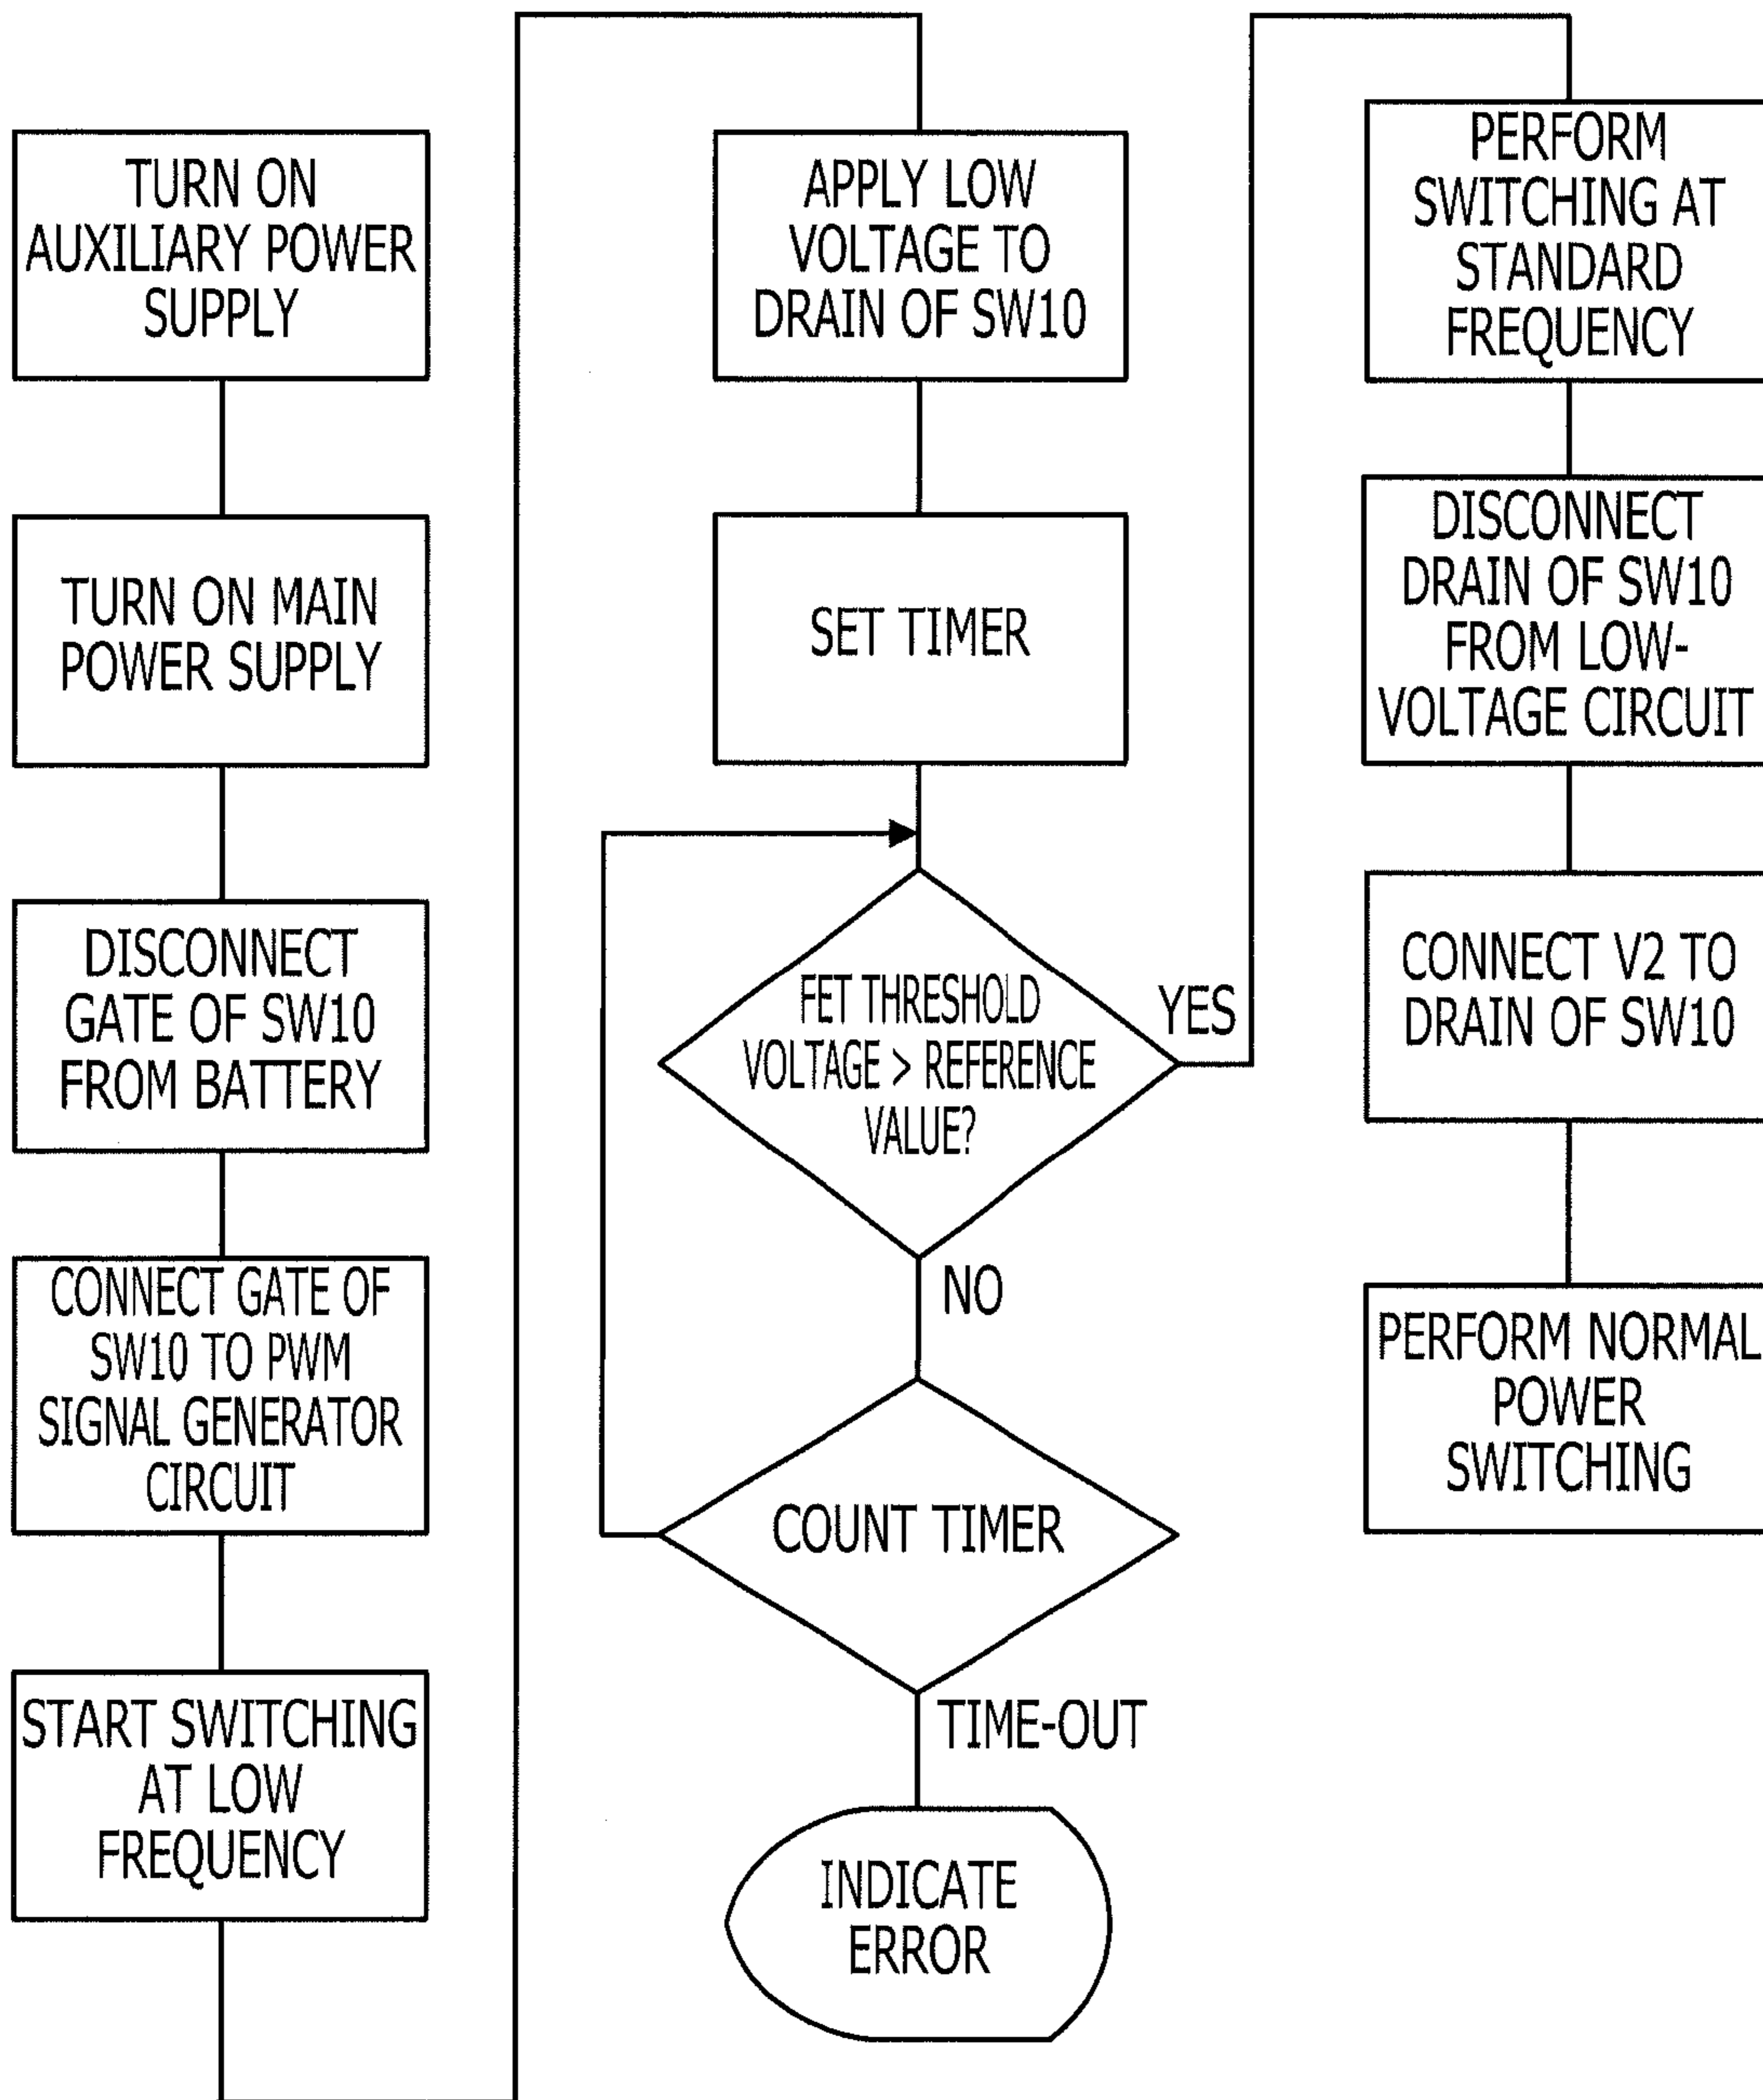 TURN ON
AUXILIARY POWER
SUPPLY
TURN ON MAIN
POWER SUPPLY
DISCONNECT
GATE OF SW10
FROM BATTERY
CONNECT GATE OF
SW10 TO PWM
SIGNAL GENERATOR
CIRCUIT
START SWITCHING
AT LOW
FREQUENCY
APPLY LOW
VOLTAGE TO
DRAIN OF SW10
SET TIMER
FET THRESHOLD
VOLTAGE > REFERENCE
VALUE?
YES
NO
COUNT TIMER
TIME-OUT
INDICATE
ERROR
PERFORM
SWITCHING AT
STANDARD
FREQUENCY
DISCONNECT
DRAIN OF SW10
FROM LOW-
VOLTAGE CIRCUIT
CONNECT V2 TO
DRAIN OF SW10
PERFORM NORMAL
POWER
SWITCHING